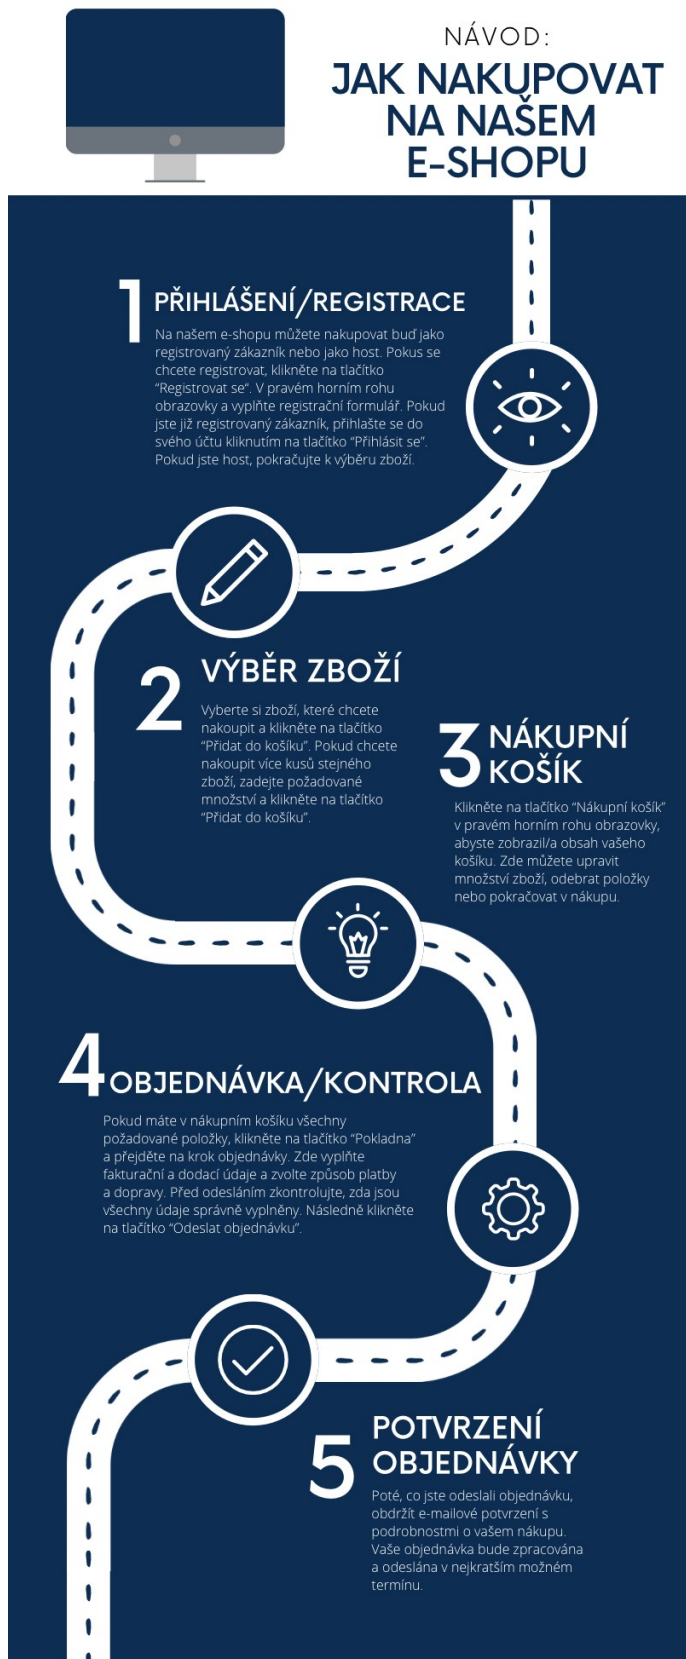 NÁVOD:
JAK NAKUPOVAT
NA NAŠEM
E-SHOPU
1 PŘIHLÁŠENÍ/REGISTRACE
Na našem e-shopu můžete nakupovat buď jako
registrovaný zákazník nebo jako host. Pokus se
chcete registrovat, klikněte na tlačítko
“Registrovat se“. V pravém horním rohu
obrazovky a vyplňte registrační formulář. Pokud
jste již registrovaný zákazník, přihlašte se do
svého účtu kliknutím na tlačítko “Přihlásit se”.
Pokud jste host, pokračujte k výběru zboží.
2 VÝBĚR ZBOŽÍ
Vyberte si zboží, které chcete
nakoupit a klikněte na tlačítko
“Přidat do košíku”. Pokud chcete
nakoupit více kusů stejného
zboží, zadejte požadované
množství a klikněte na tlačítko
“Přidat do košíku”.
3 NÁKUPNÍ
KOŠÍK
Klikněte na tlačítko “Nákupní košík”
v pravém horním rohu obrazovky,
abyste zobrazil/a obsah vašeho
košíku. Zde můžete upravit
množství zboží, odebrat položky
nebo pokračovat v nákupu.
4 OBJEDNÁVKA/KONTROLA
Pokud máte v nákupním košíku všechny
požadované položky, klikněte na tlačítko “Pokladna”
a přejděte na krok objednávky. Zde vyplňte
fakturační a dodací údaje a zvolte způsob platby
a dopravy. Před odesláním zkontrolujte, zda jsou
všechny údaje správně vyplněny. Následně klikněte
na tlačítko “Odeslat objednávku”.
5 POTVRZENÍ
OBJEDNÁVKY
Poté, co jste odeslali objednávku,
obdržít e-mailové potvrzení s
podrobnostmi o vašem nákupu.
Vaše objednávka bude zpracována
a odeslána v nejkratším možném
termínu.